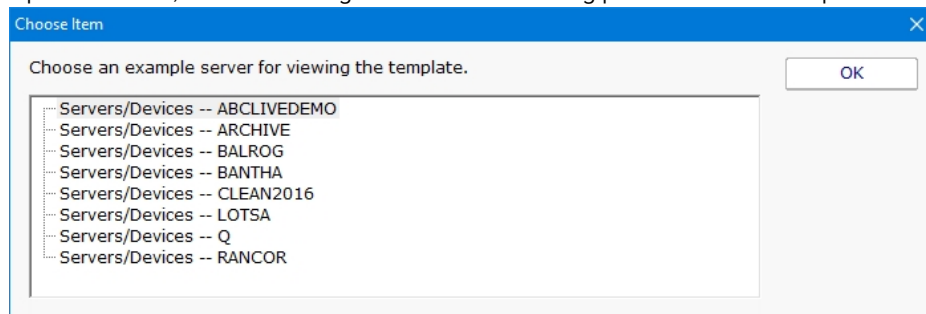 Choose Item
Choose an example server for viewing the template.
OK
Servers/Devices -- ABCLIVEDEMO
Servers/Devices -- ARCHIVE
Servers/Devices -- BALROG
Servers/Devices -- BANTHA
Servers/Devices -- CLEAN2016
Servers/Devices -- LOTSA
Servers/Devices -- Q
Servers/Devices -- RANCOR